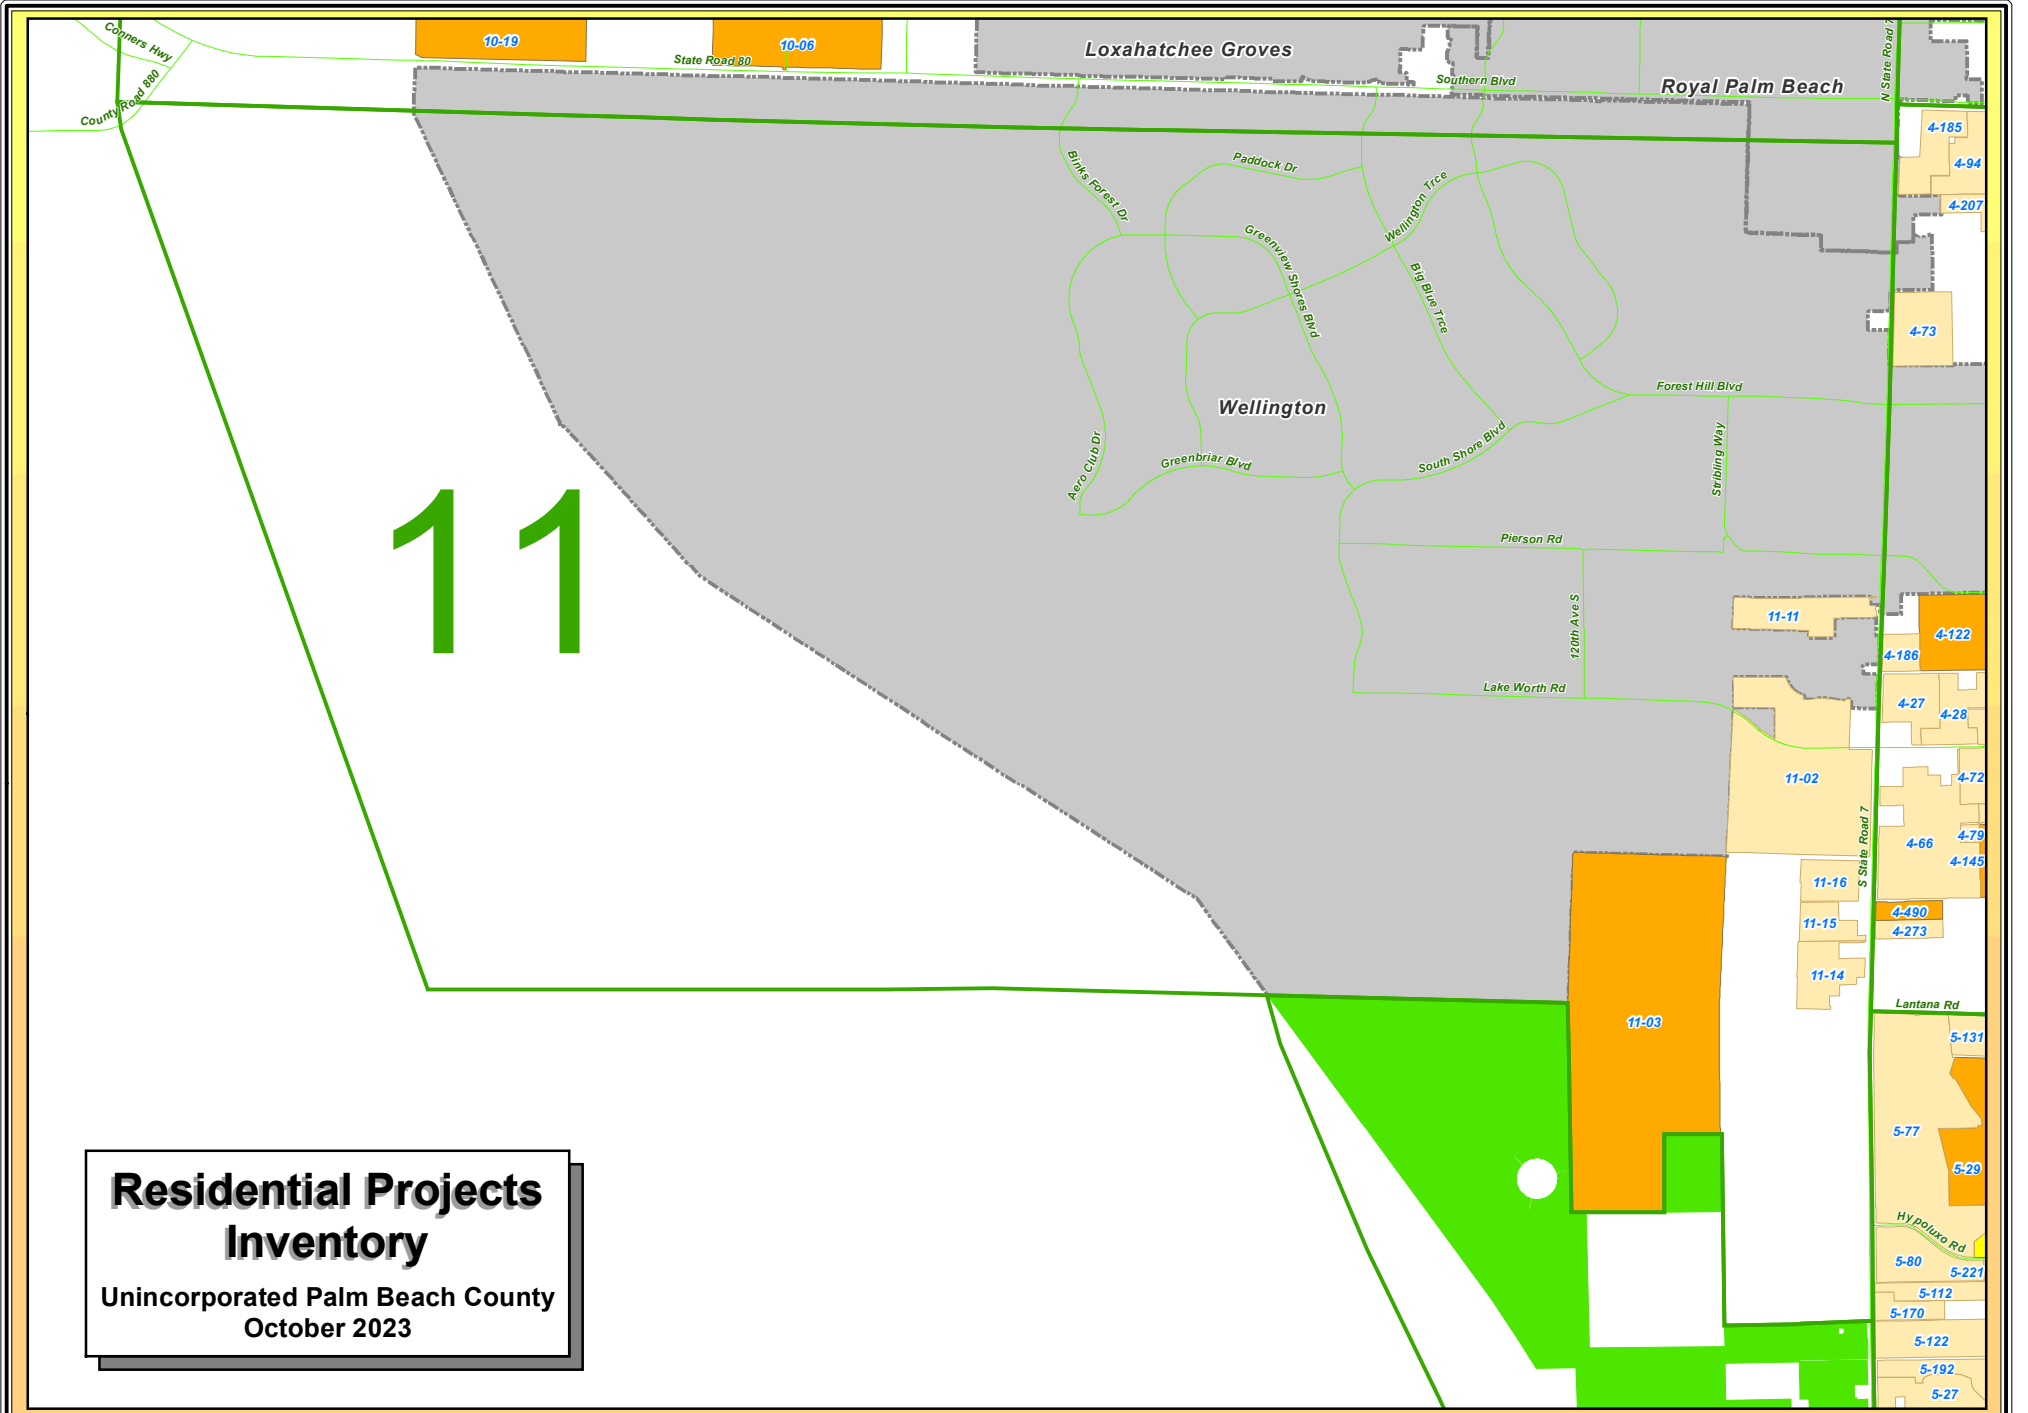 Conners Hwy
10-19
10-06
State Road 80
Loxahatchee Groves
Southern Blvd
Royal Palm Beach
N State Road 7
County Road 880
4-185
4-94
4-207
Binks Forest Dr
Paddock Dr
Wellington Trce
Greenview Shores Blvd
Big Blue Trce
4-73
Forest Hill Blvd
Wellington
Aero Club Dr
Greenbriar Blvd
South Shore Blvd
Stribling Way
11
Pierson Rd
120th Ave S
11-11
4-122
4-186
Lake Worth Rd
4-27
4-28
11-02
4-72
S State Road 7
4-66
4-79
4-145
11-16
11-15
4-490
4-273
11-14
Lantana Rd
11-03
5-131
5-77
5-29
Hypoluxo Rd
5-80
5-221
5-112
5-170
5-122
5-192
5-27
Residential Projects
Inventory
Unincorporated Palm Beach County
October 2023